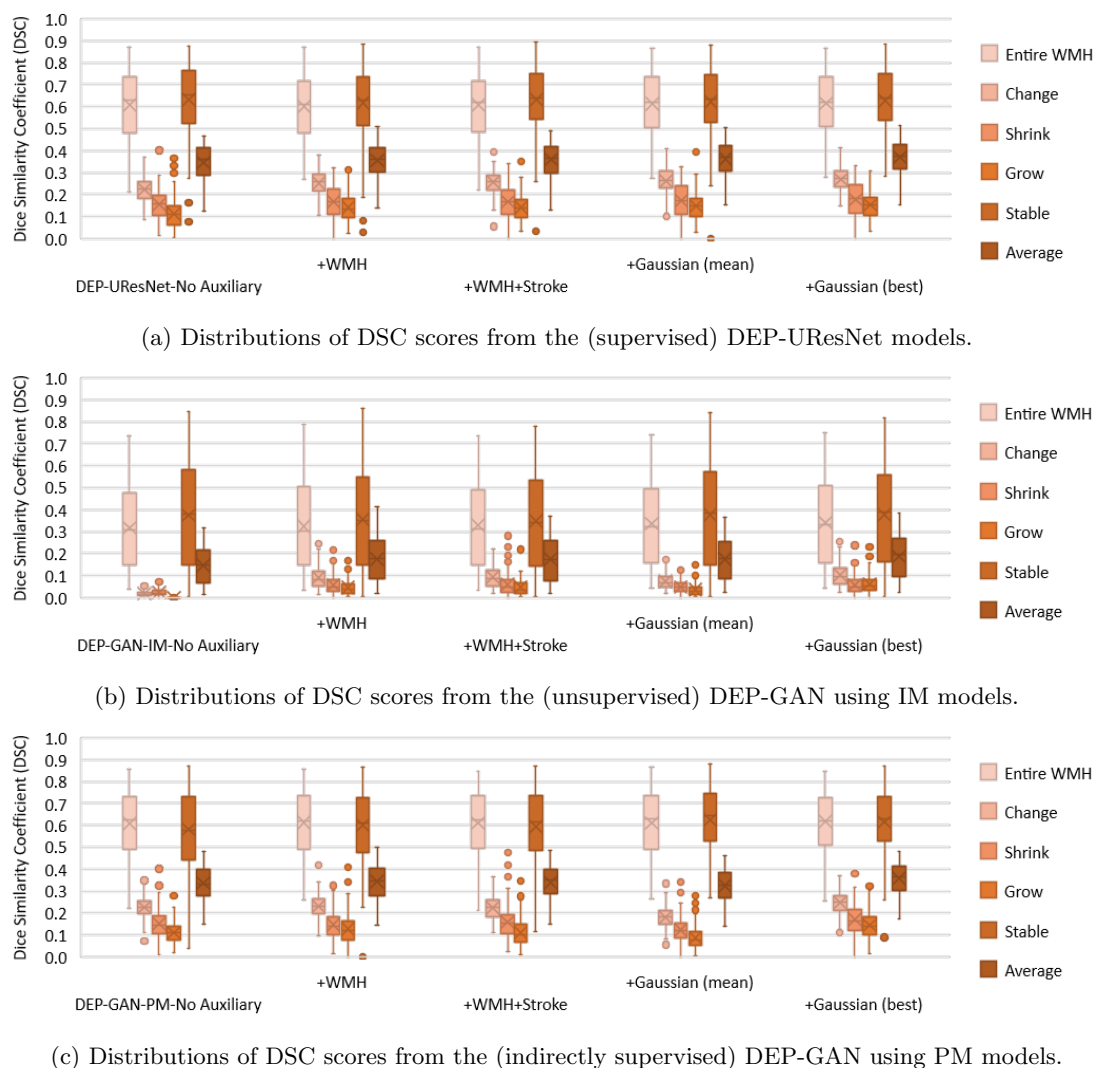 Dice Similarity Coefficient (DSC)
1.0
0.9
0.8
0.7
0.6
0.5
0.4
0.3
0.2
0.1
0.0
Entire WMH
Change
Shrink
Grow
Stable
Average
+WMH
+Gaussian (mean)
DEP-UResNet-No Auxiliary
+WMH+Stroke
+Gaussian (best)
(a) Distributions of DSC scores from the (supervised) DEP-UResNet models.
Dice Similarity Coefficient (DSC)
1.0
0.9
0.8
0.7
0.6
0.5
0.4
0.3
0.2
0.1
0.0
Entire WMH
Change
Shrink
Grow
Stable
Average
+WMH
+Gaussian (mean)
DEP-GAN-IM-No Auxiliary
+WMH+Stroke
+Gaussian (best)
(b) Distributions of DSC scores from the (unsupervised) DEP-GAN using IM models.
Dice Similarity Coefficient (DSC)
1.0
0.9
0.8
0.7
0.6
0.5
0.4
0.3
0.2
0.1
0.0
Entire WMH
Change
Shrink
Grow
Stable
Average
+WMH
+Gaussian (mean)
DEP-GAN-PM-No Auxiliary
+WMH+Stroke
+Gaussian (best)
(c) Distributions of DSC scores from the (indirectly supervised) DEP-GAN using PM models.